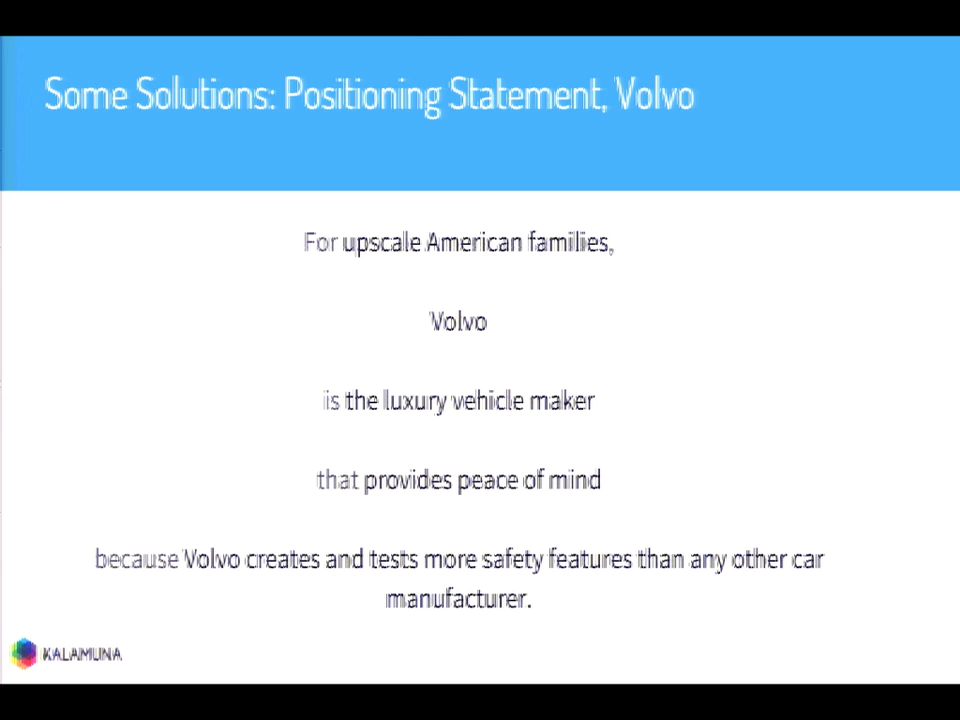 Some Solutions: Positioning Statement, Volvo
For upscale American families,
Volvo
is the luxury vehicle maker
that provides peace of mind
because Volvo creates and tests more safety features than any other car
manufacturer.
KALAMUNA